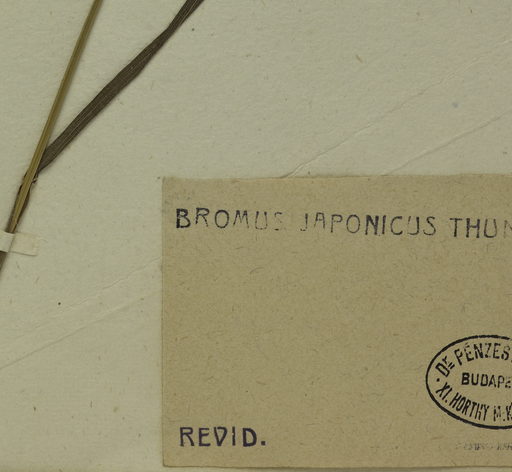 BROMUS JAPONICUS THUN
Dr. PÉNZES
BUDAPE
XI. HORTHY M.
REVID.